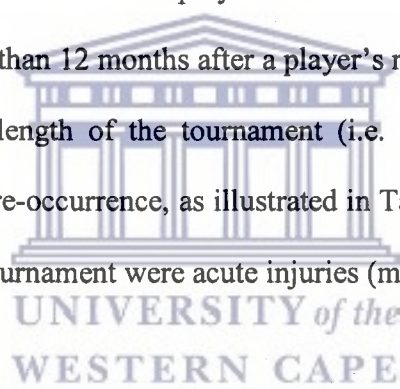 than 12 months after a player's
length of the tournament (i.e.
re-occurrence, as illustrated in
urnament were acute injuries
UNIVERSITY of the
WESTERN CAPE